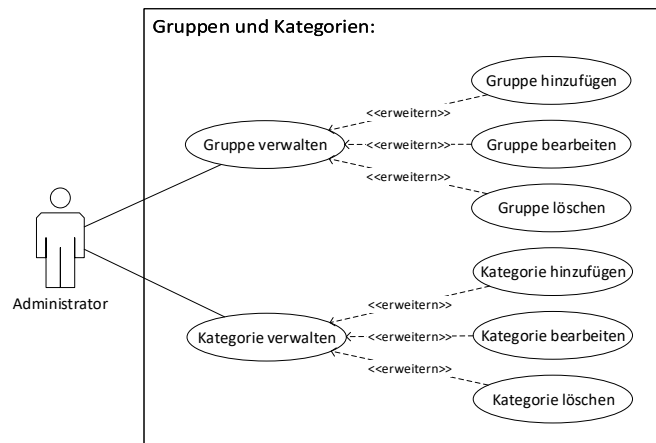 Gruppen und Kategorien:
Gruppe hinzufügen
<<erweitern>>
Gruppe verwalten
<<erweitern>>
Gruppe bearbeiten
<<erweitern>>
Gruppe löschen
Administrator
Kategorie hinzufügen
<<erweitern>>
Kategorie verwalten
<<erweitern>>
Kategorie bearbeiten
<<erweitern>>
Kategorie löschen